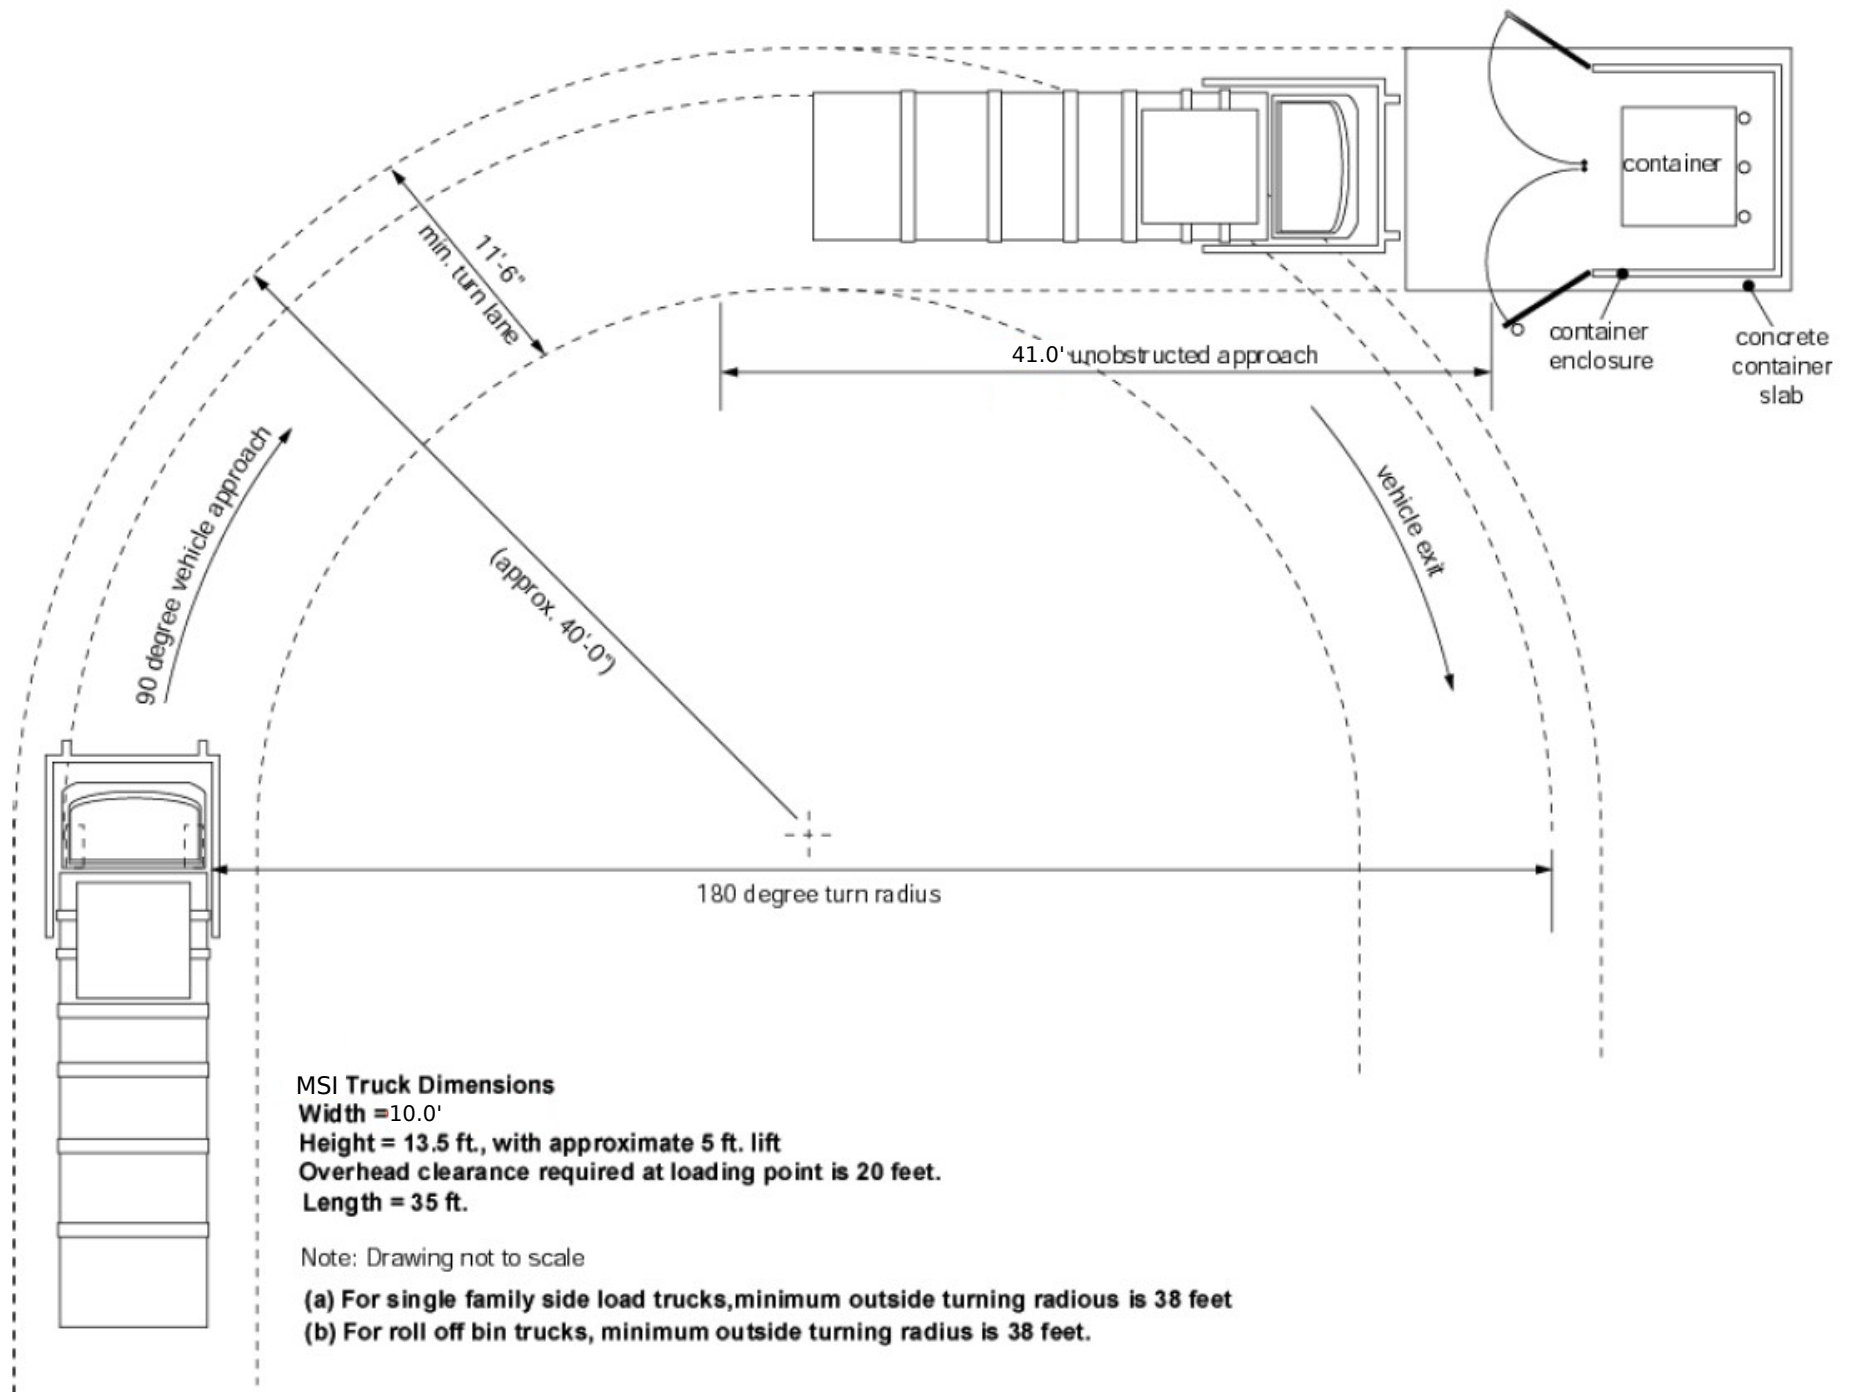 container
11'-6"
min. turn lane
41.0' unobstructed approach
container
enclosure
concrete
container
slab
90 degree vehicle approach
vehicle exit
(approx. 40'-0")
180 degree turn radius
MSI Truck Dimensions
Width =10.0'
Height = 13.5 ft., with approximate 5 ft. lift
Overhead clearance required at loading point is 20 feet.
Length = 35 ft.
Note: Drawing not to scale
(a) For single family side load trucks,minimum outside turning radious is 38 feet
(b) For roll off bin trucks, minimum outside turning radius is 38 feet.